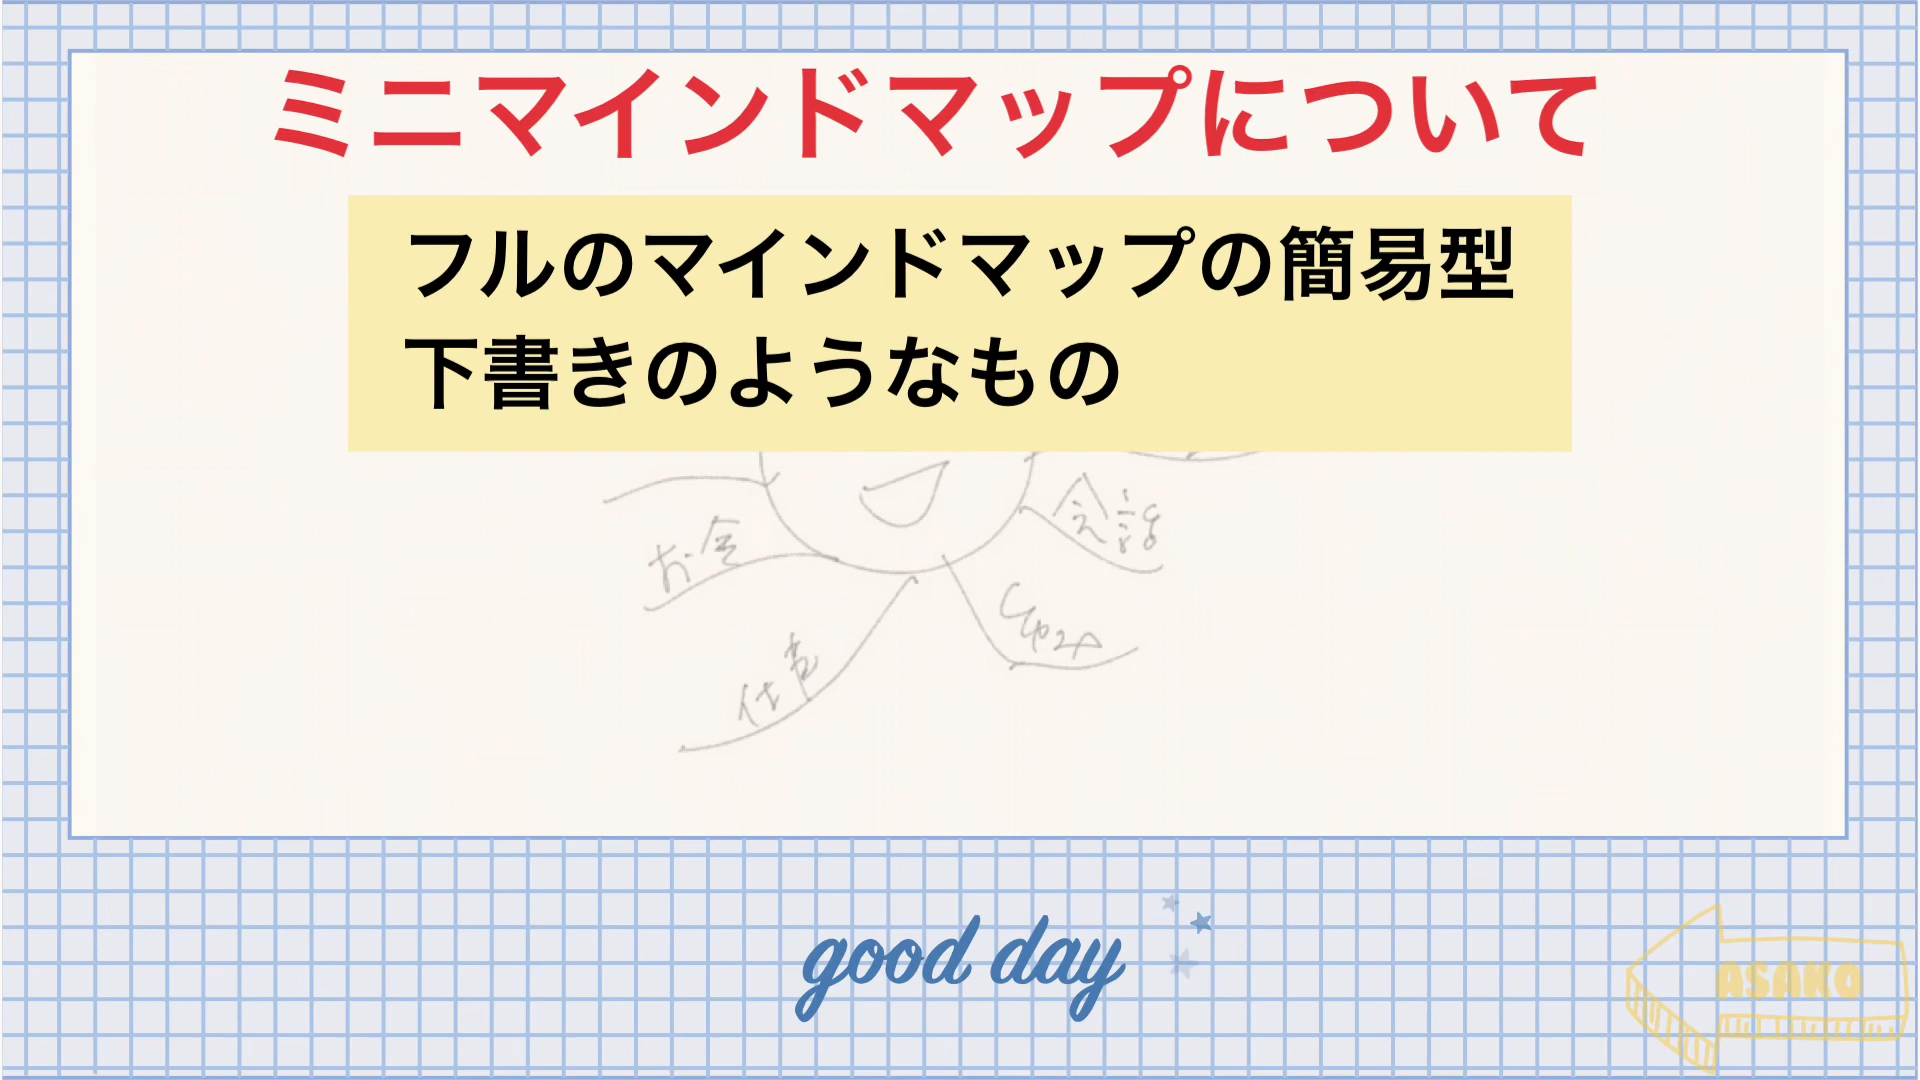 ミニマインドマップについて
フルのマインドマップの簡易型
下書きのようなもの
会話
お金
仕事
good day
ASAKO